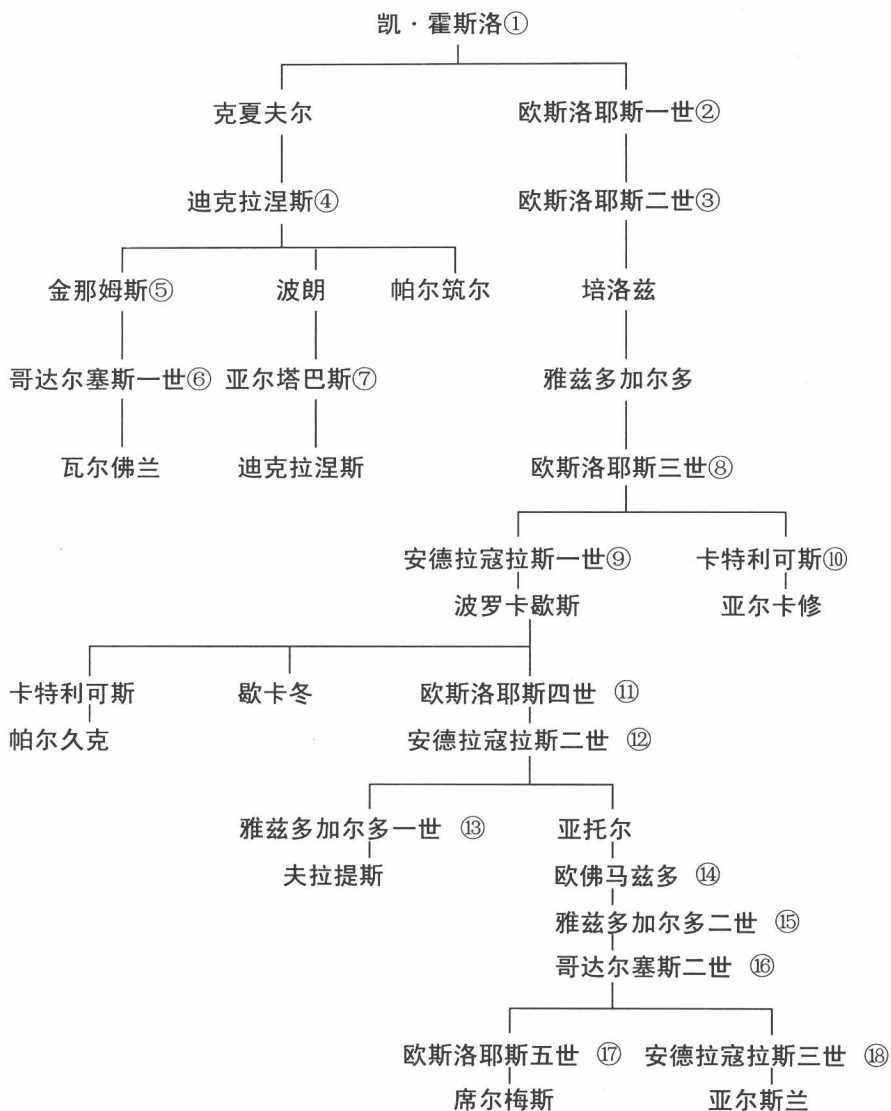 凯·霍斯洛①
克夏夫尔 欧斯洛耶斯一世②
迪克拉涅斯④ 欧斯洛耶斯二世③
金那姆斯⑤ 波朗 帕尔筑尔 培洛兹
哥达尔塞斯一世⑥ 亚尔塔巴斯⑦ 雅兹多加尔多
瓦尔佛兰 迪克拉涅斯 欧斯洛耶斯三世⑧
安德拉寇拉斯一世⑨ 卡特利可斯⑩
波罗卡歇斯 亚尔卡修
卡特利可斯 歇卡冬 欧斯洛耶斯四世 ⑪
帕尔久克 安德拉寇拉斯二世 ⑫
雅兹多加尔多一世 ⑬ 亚托尔
夫拉提斯 欧佛马兹多 ⑭
雅兹多加尔多二世 ⑮
哥达尔塞斯二世 ⑯
欧斯洛耶斯五世 ⑰ 安德拉寇拉斯三世 ⑱
席尔梅斯 亚尔斯兰